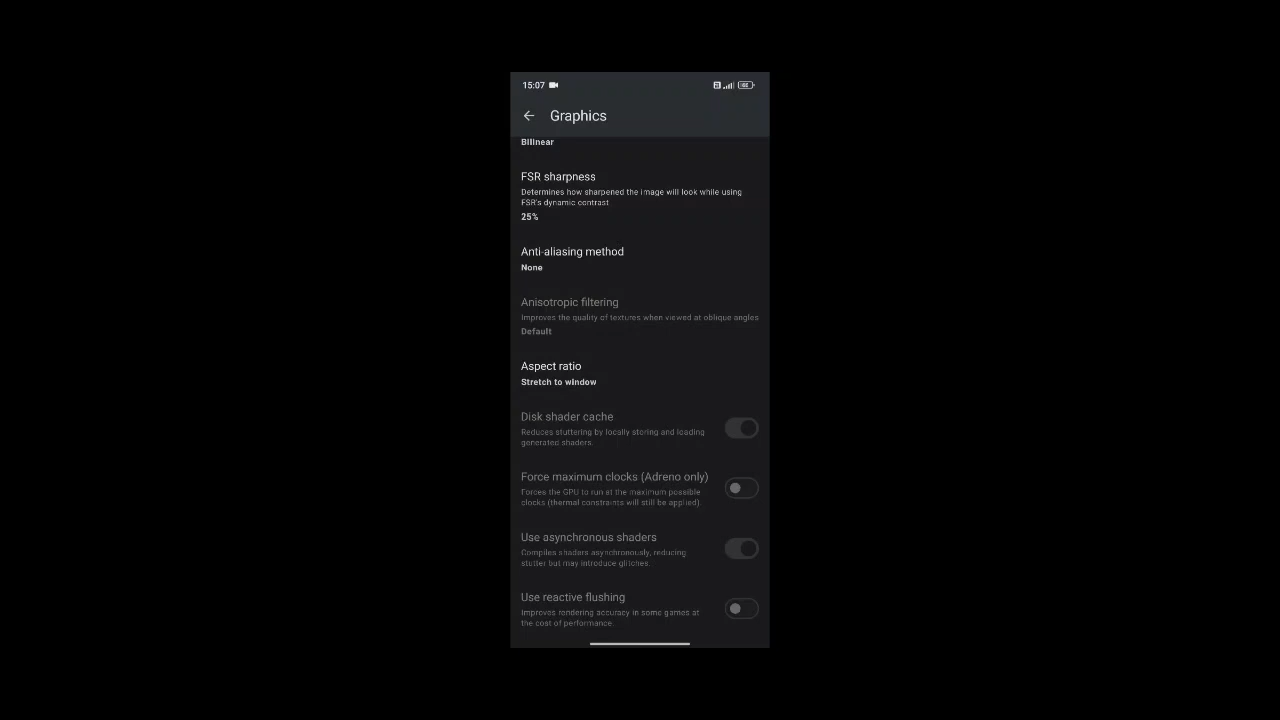 15:07
Graphics
Bilinear
FSR sharpness
Determines how sharpened the image will look while using
FSR's dynamic contrast
25%
Anti-aliasing method
None
Anisotropic filtering
Improves the quality of textures when viewed at oblique angles
Default
Aspect ratio
Stretch to window
Disk shader cache
Reduces stuttering by locally storing and loading
generated shaders.
Force maximum clocks (Adreno only)
Forces the GPU to run at the maximum possible
clocks (thermal constraints will still be applied).
Use asynchronous shaders
Compiles shaders asynchronously, reducing
stutter but may introduce glitches.
Use reactive flushing
Improves rendering accuracy in some games at
the cost of performance.